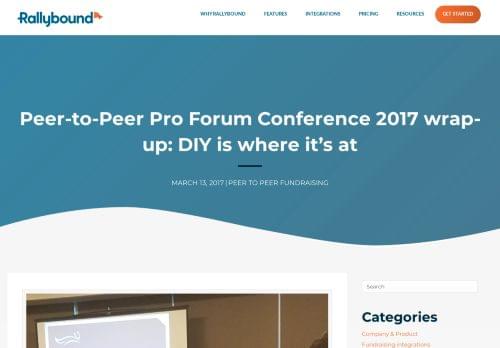 Rallybound
WHY RALLYBOUND
FEATURES
INTEGRATIONS
PRICING
RESOURCES
GET STARTED
Peer-to-Peer Pro Forum Conference 2017 wrap-
up: DIY is where it’s at
MARCH 13, 2017 | PEER TO PEER FUNDRAISING
Search
Categories
Company & Product
Fundraising integrations